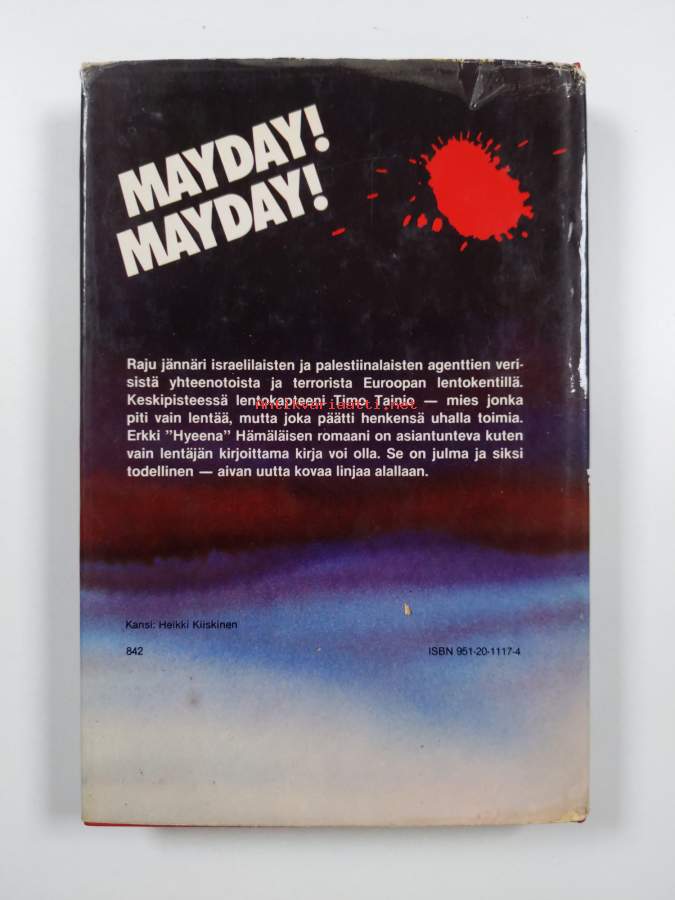 MAYDAY!
MAYDAY!
Raju jännäri israelilaisten ja palestiinalaisten agenttien veri-
sistä yhteenotoista ja terrorista Euroopan lentokentillä.
Keskipisteessä lentokapteeni Timo Tainio — mies jonka
Antikvariaatti.net
piti vain lentää, mutta joka päätti henkensä uhalla toimia.
Erkki ”Hyeena” Hämäläisen romaani on asiantunteva kuten
vain lentäjän kirjoittama kirja voi olla. Se on julma ja siksi
todellinen — aivan uutta kovaa linjaa alallaan.
Kansi: Heikki Kiiskinen
842 ISBN 951-20-1117-4